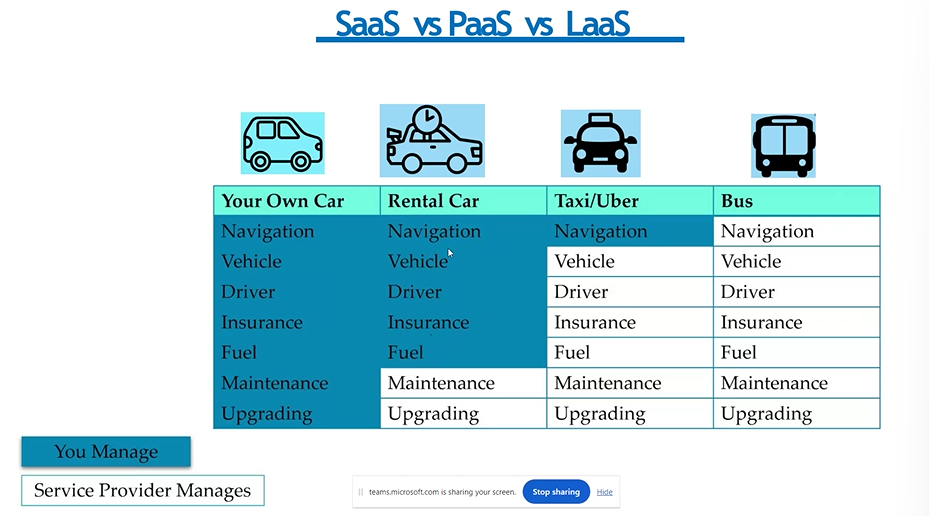 SaaS vs PaaS vs LaaS
Your Own Car Rental Car Taxi/Uber Bus
Navigation Navigation Navigation Navigation
Vehicle Vehicle Vehicle Vehicle
Driver Driver Driver Driver
Insurance Insurance Insurance Insurance
Fuel Fuel Fuel Fuel
Maintenance Maintenance Maintenance Maintenance
Upgrading Upgrading Upgrading Upgrading
You Manage
Service Provider Manages
teams.microsoft.com is sharing your screen. Stop sharing Hide